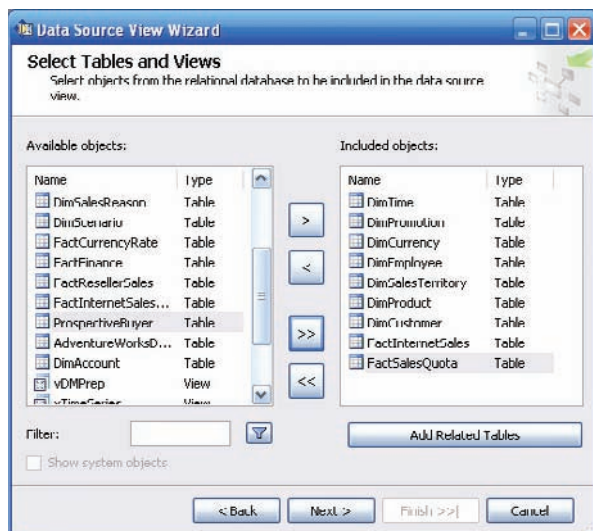 Data Source View Wizard
Select Tables and Views
Select objects from the relational database to be included in the data source
view.
Available objects:
Name Type
DimSalesReason Table
DimScenario Table
FactCurrencyRate Table
FactFinance Table
FactResellerSales Table
FactInternetSales... Table
ProspectiveBuyer Table
AdventureWorksD... Table
DimAccount Table
vDMPrep View
vTimeSeries View
Included objects:
Name Type
DimTime Table
DimPromotion Table
DimCurrency Table
DimEmployee Table
DimSalesTerritory Table
DimProduct Table
DimCustomer Table
FactInternetSales Table
FactSalesQuota Table
>
<
>>
<<
Filter:
Add Related Tables
Show system objects
< Back Next > Finish >>| Cancel